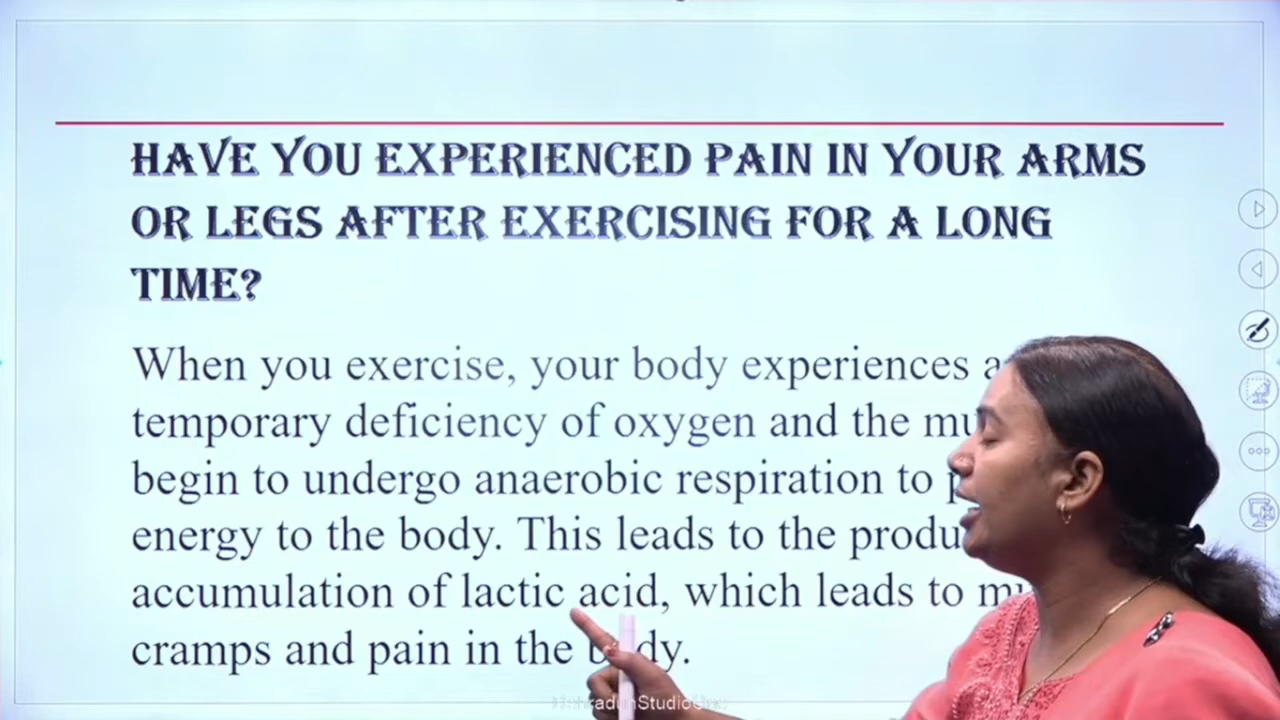 HAVE YOU EXPERIENCED PAIN IN YOUR ARMS
OR LEGS AFTER EXERCISING FOR A LONG
TIME?
When you exercise, your body experiences a
temporary deficiency of oxygen and the
begin to undergo anaerobic respiration to
energy to the body. This leads to the
accumulation of lactic acid, which leads to
cramps and pain in the body.